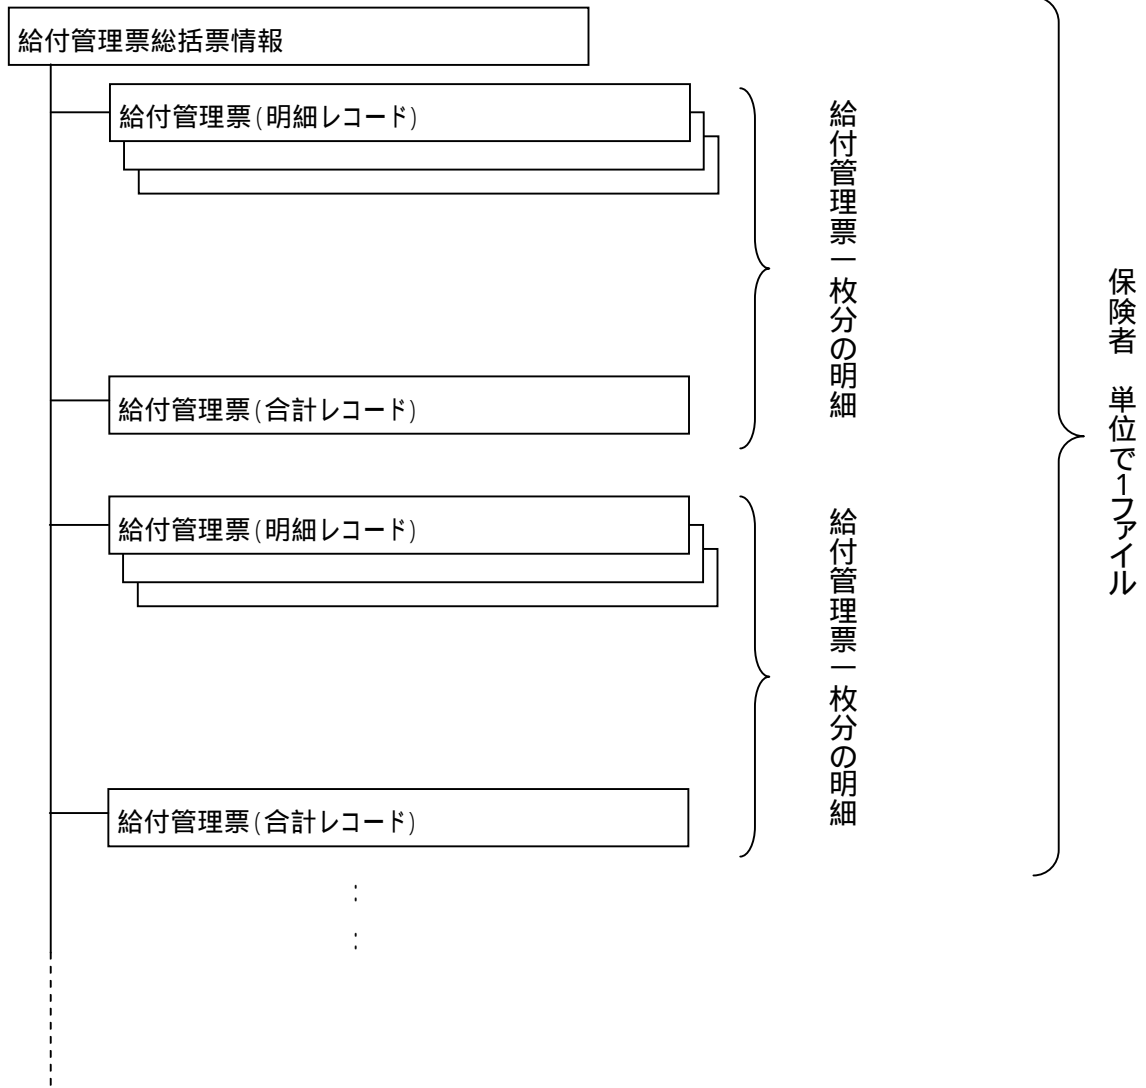 給付管理票総括票情報
給付管理票(明細レコード)
給付管理票一枚分の明細
給付管理票(合計レコード)
給付管理票(明細レコード)
給付管理票一枚分の明細
給付管理票(合計レコード)
保険者　単位で1ファイル